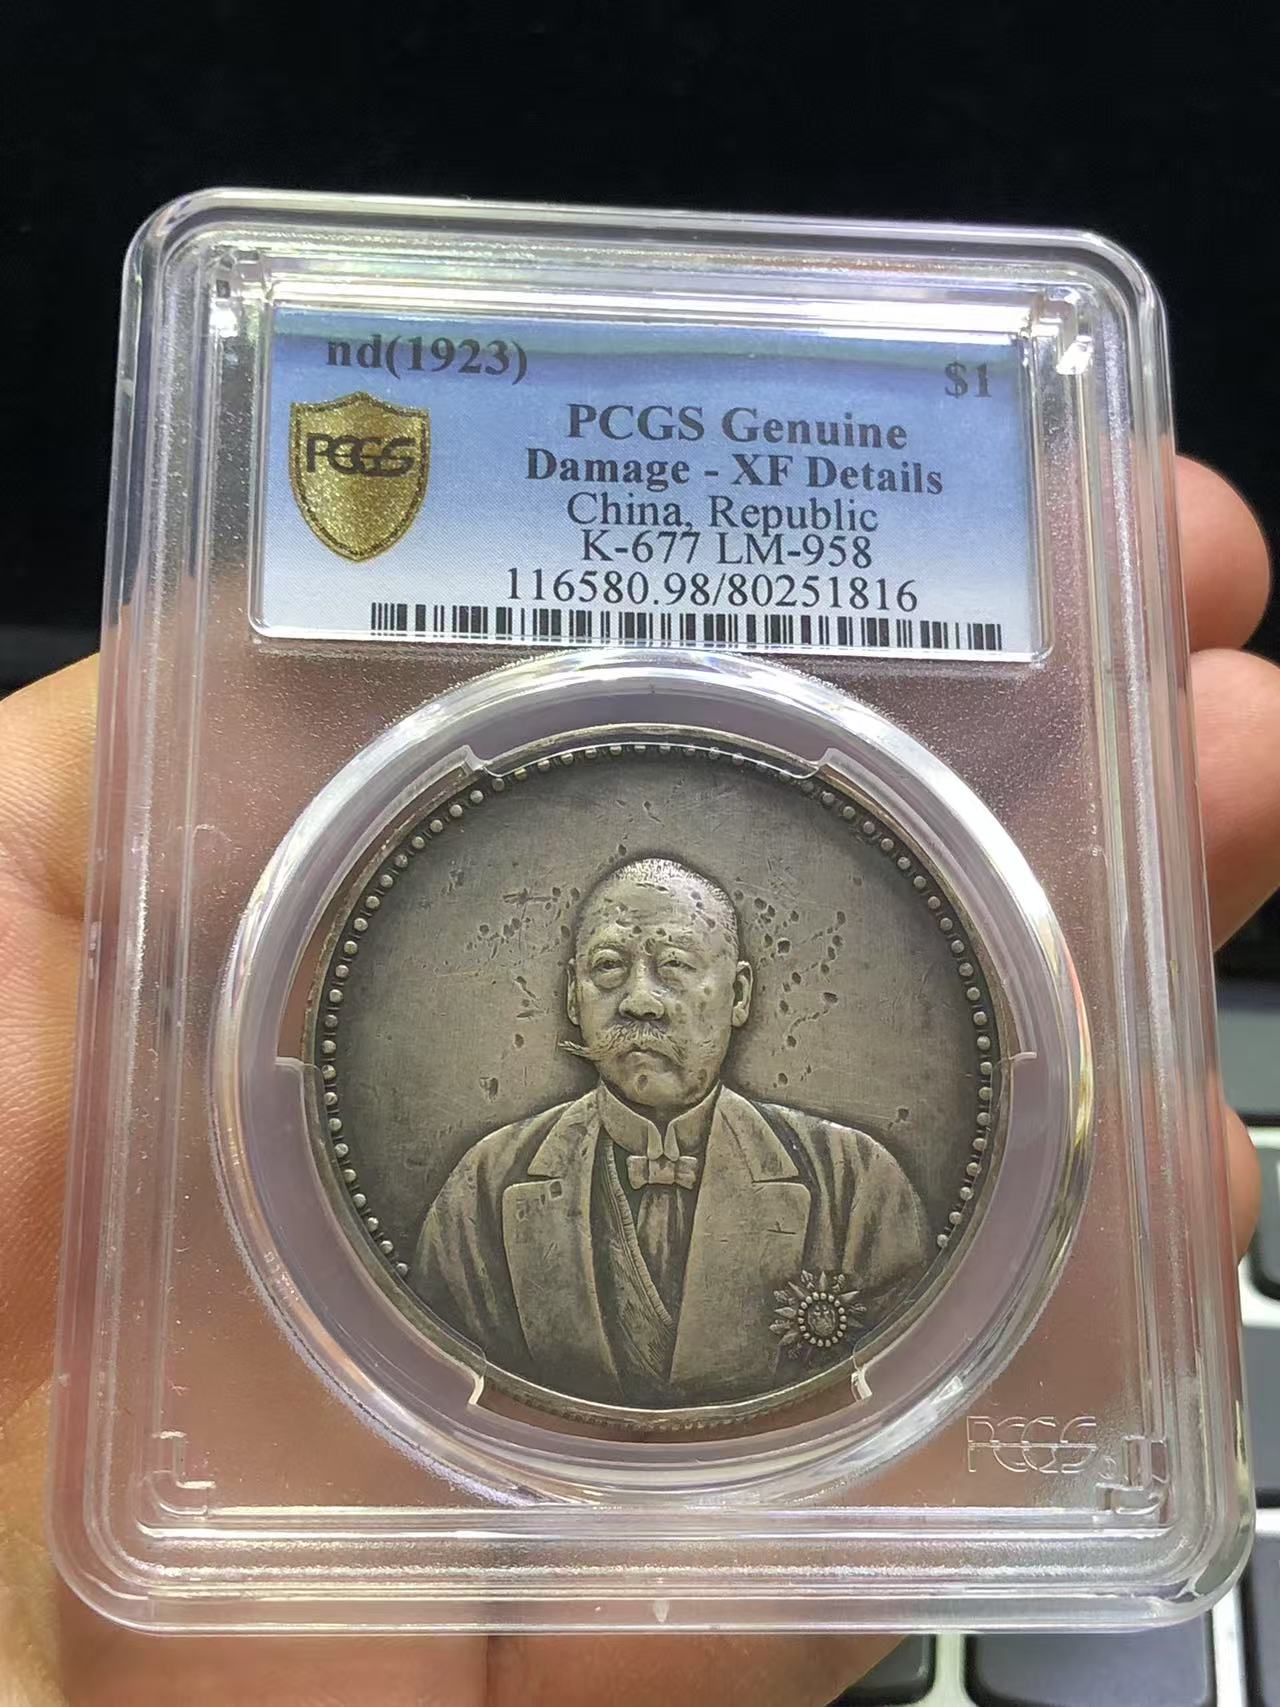 nd(1923) $1
PCGS Genuine
PCGS
Damage - XF Details
China, Republic
K-677 LM-958
116580.98/80251816
PCGS